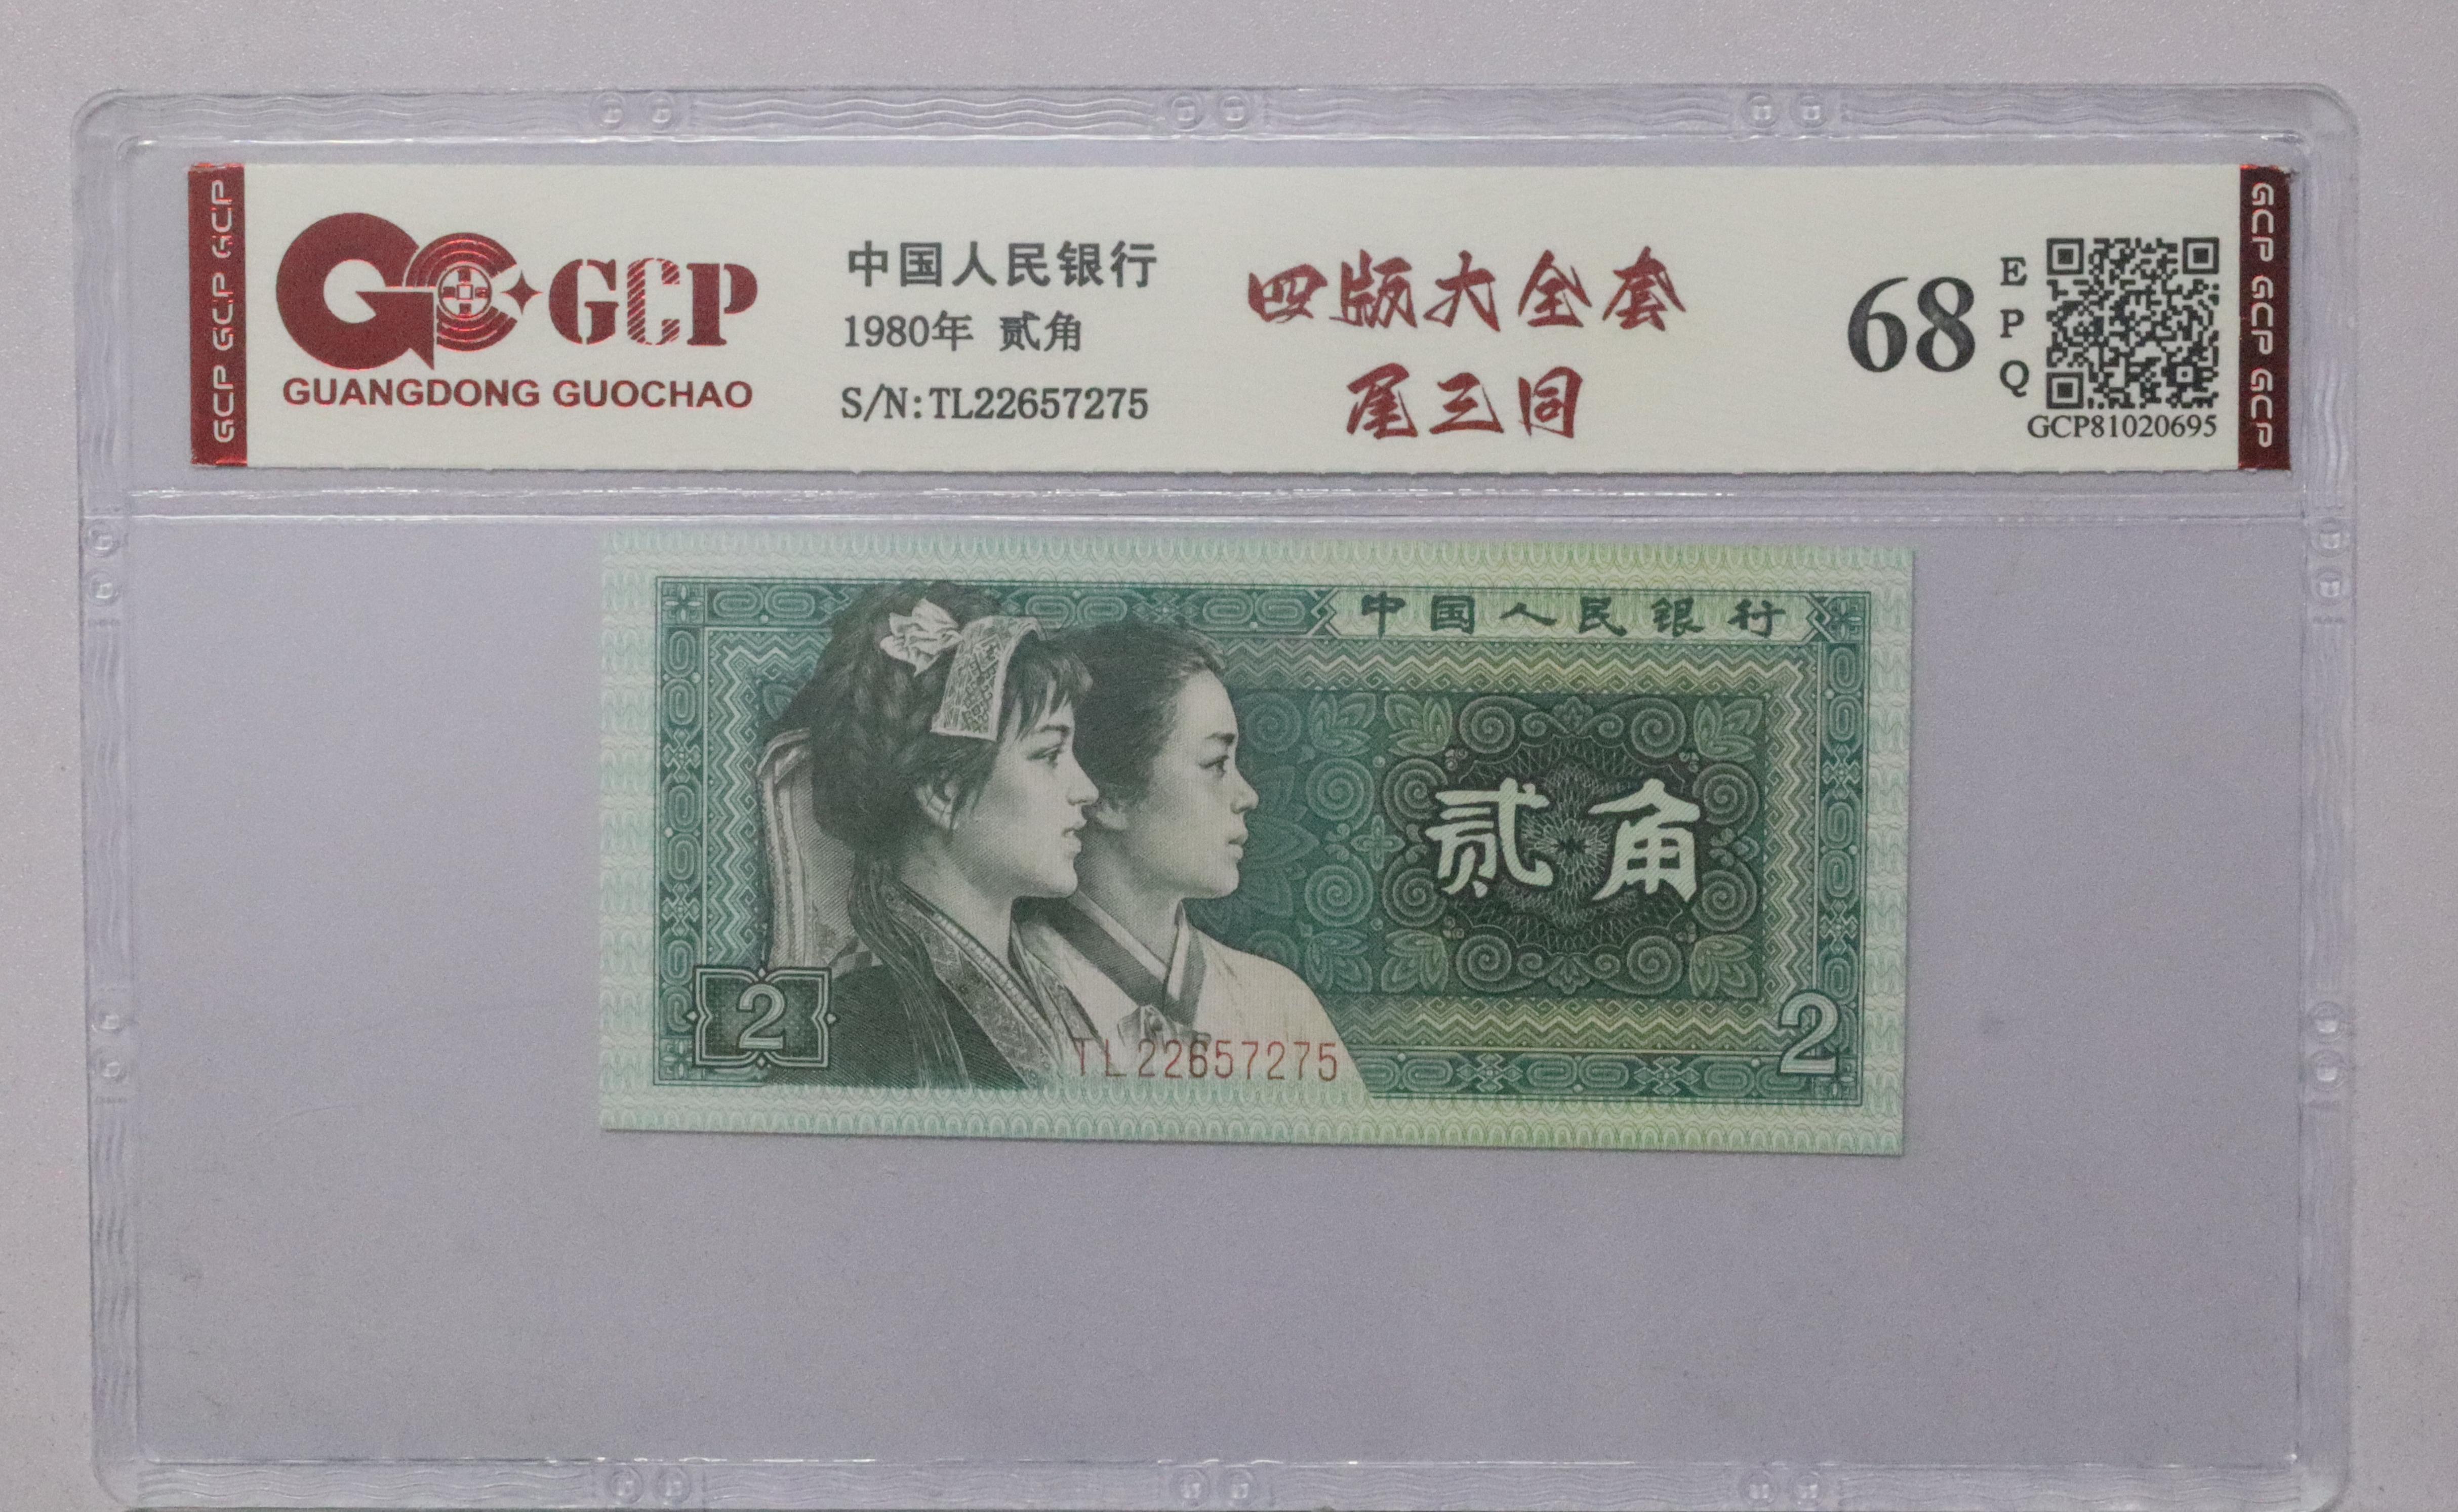 GCP GCP GCP
GCP
GUANGDONG GUOCHAO
中国人民银行
1980年 贰角
S/N:TL22657275
四版大全套
尾三同
68
EPQ
GCP81020695
GCP GCP GCP
中国人民银行
贰角
2
TL22657275
2